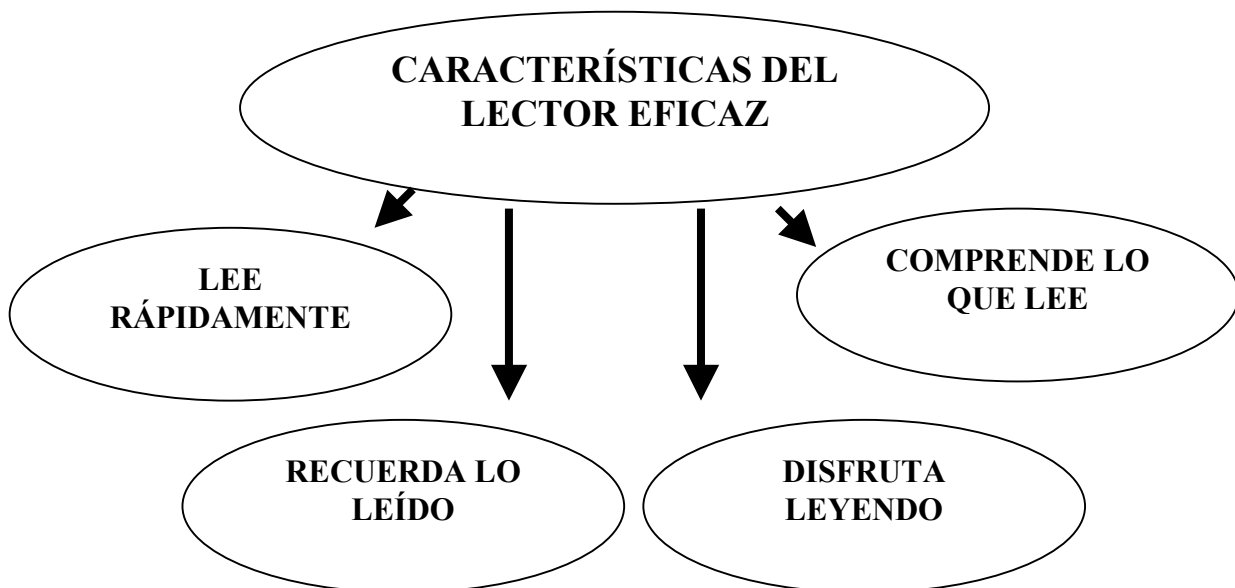 CARACTERÍSTICAS DEL
LECTOR EFICAZ
LEE
RÁPIDAMENTE
COMPRENDE LO
QUE LEE
RECUERDA LO
LEÍDO
DISFRUTA
LEYENDO